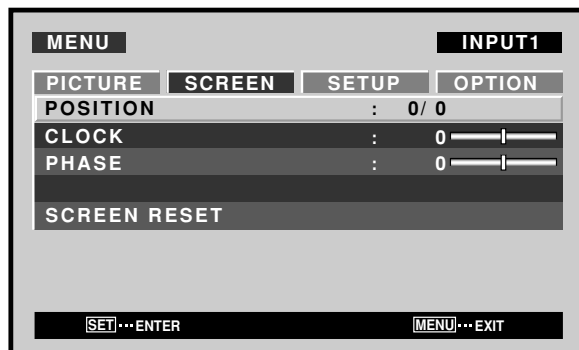 MENU INPUT1
PICTURE SCREEN SETUP OPTION
POSITION : 0/ 0
CLOCK : 0
PHASE : 0
SCREEN RESET
SET···ENTER MENU···EXIT